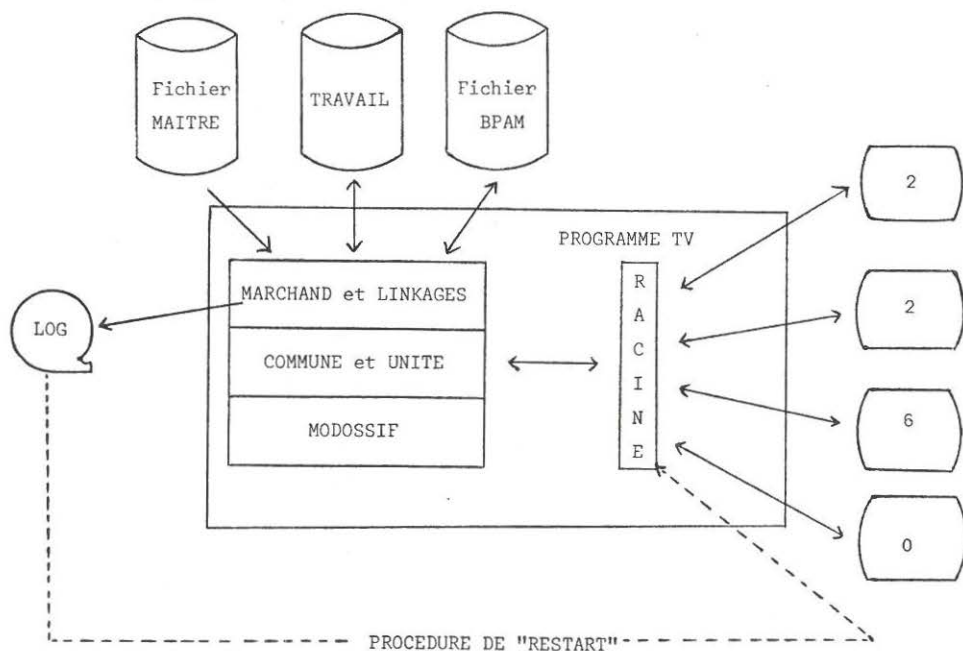 Fichier
MAITRE
TRAVAIL
Fichier
BPAM
2
PROGRAMME TV
MARCHAND et LINKAGES
COMMUNE et UNITE
MODOSSIF
RACINE
LOG
2
6
0
PROCEDURE DE "RESTART"